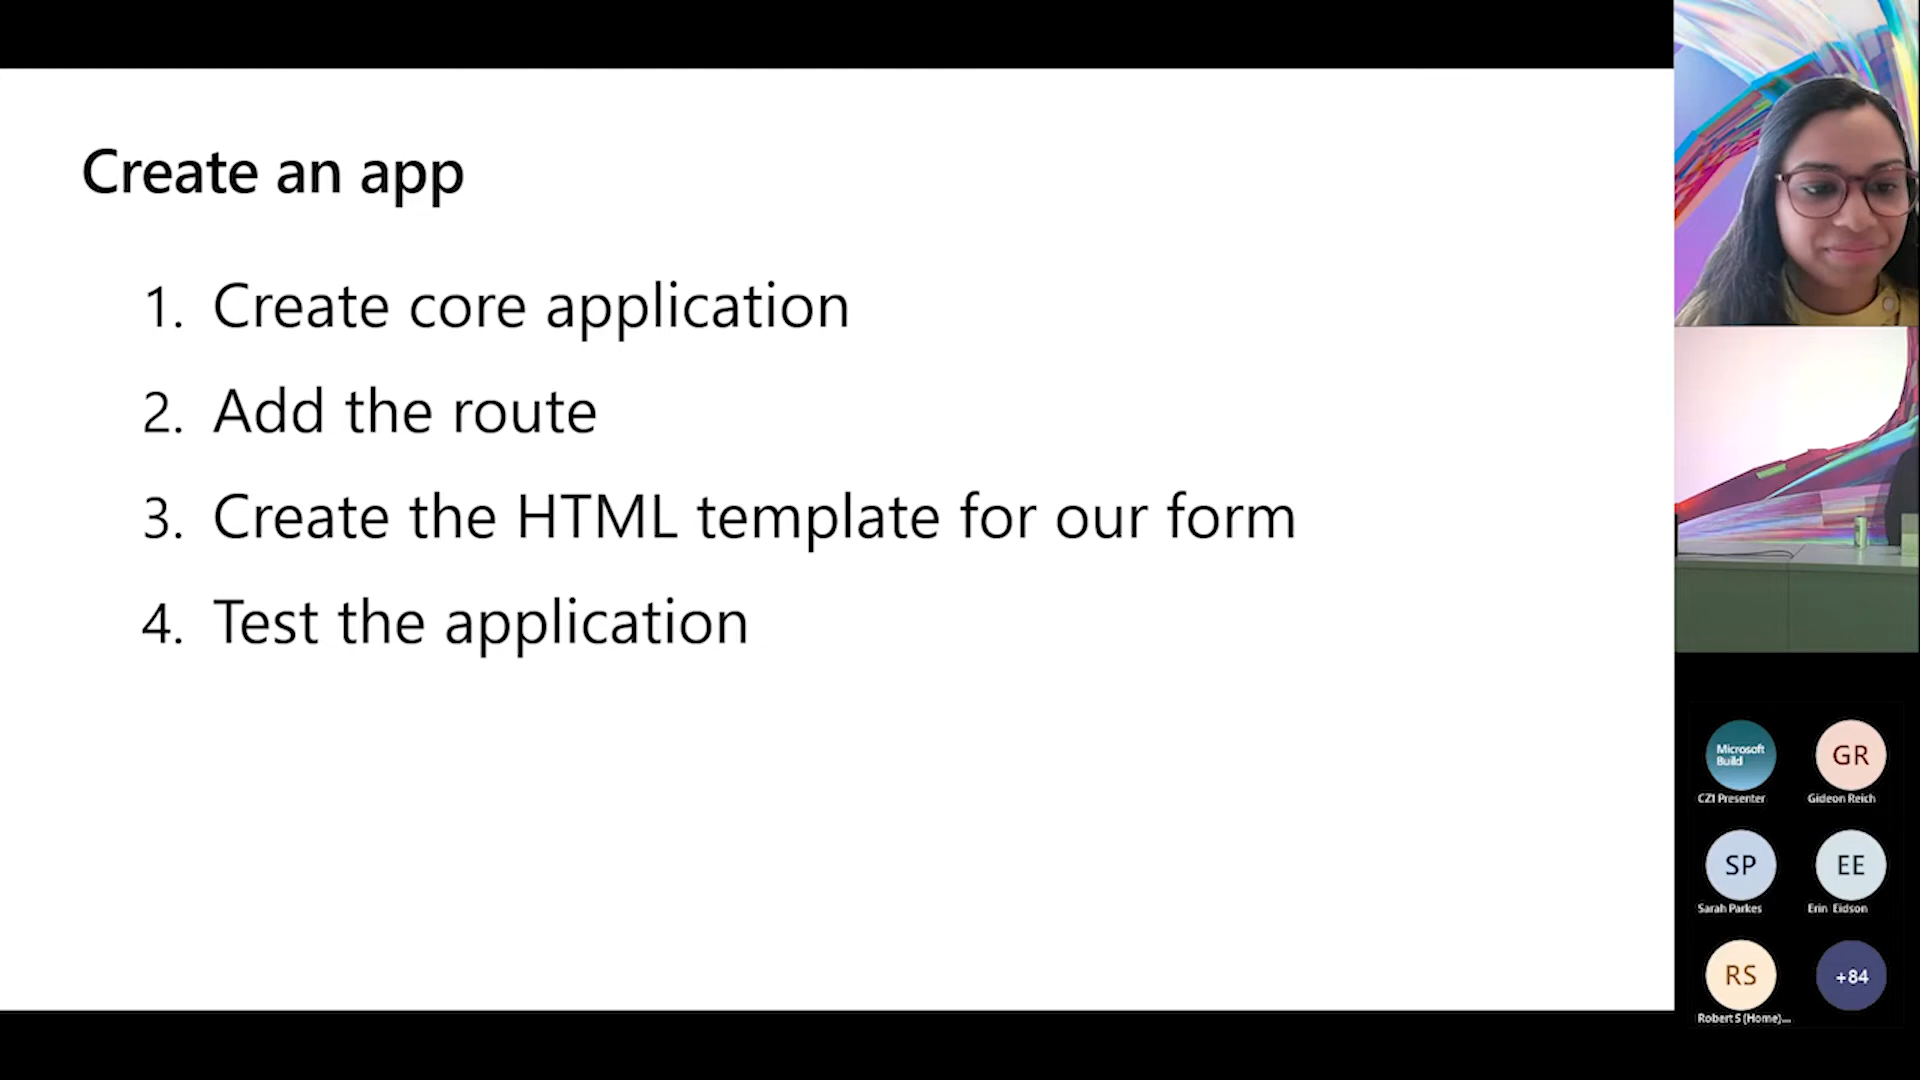 Create an app
1. Create core application
2. Add the route
3. Create the HTML template for our form
4. Test the application
Microsoft
Build
CZ1 Presenter
GR
Gideon Reich
SP
Sarah Parkes
EE
Erin Eidson
RS
Robert S (Home)...
+84